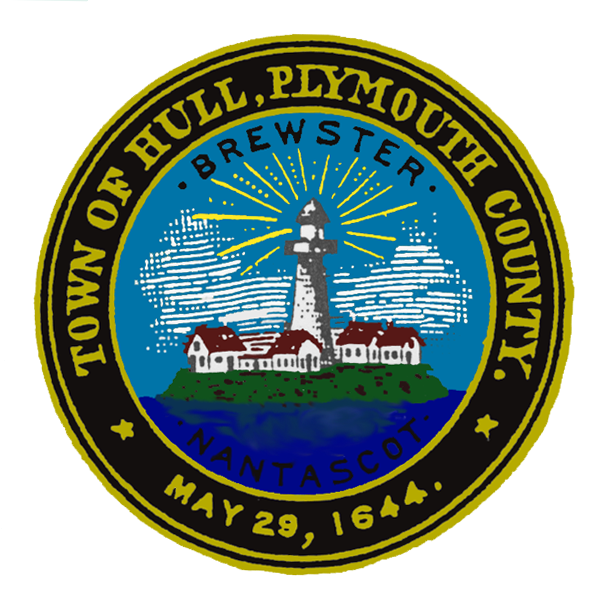 TOWN OF HULL, PLYMOUTH COUNTY.
· BREWSTER ·
· NANTASCOT ·
MAY 29, 1644.